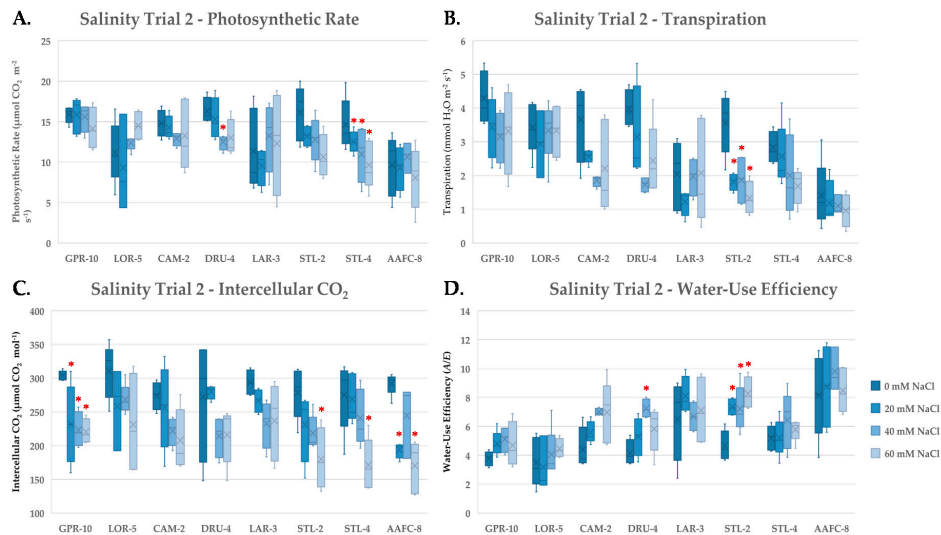 A.
Salinity Trial 2 - Photosynthetic Rate
Photosynthetic Rate (µmol CO2 m-2
s-1)
25
20
15
10
5
0
* * * *
GPR-10 LOR-5 CAM-2 DRU-4 LAR-3 STL-2 STL-4 AAFC-8
B.
Salinity Trial 2 - Transpiration
Transpiration (mmol H2O m-2 s-1)
6
5
4
3
2
1
0
* * *
GPR-10 LOR-5 CAM-2 DRU-4 LAR-3 STL-2 STL-4 AAFC-8
C.
Salinity Trial 2 - Intercellular CO2
Intercellular CO2 (µmol CO2 mol-1)
400
350
300
250
200
150
100
* * * * * * *
GPR-10 LOR-5 CAM-2 DRU-4 LAR-3 STL-2 STL-4 AAFC-8
D.
Salinity Trial 2 - Water-Use Efficiency
Water-Use Efficiency (A/E)
14
12
10
8
6
4
2
0
* * * *
GPR-10 LOR-5 CAM-2 DRU-4 LAR-3 STL-2 STL-4 AAFC-8
0 mM NaCl
20 mM NaCl
40 mM NaCl
60 mM NaCl